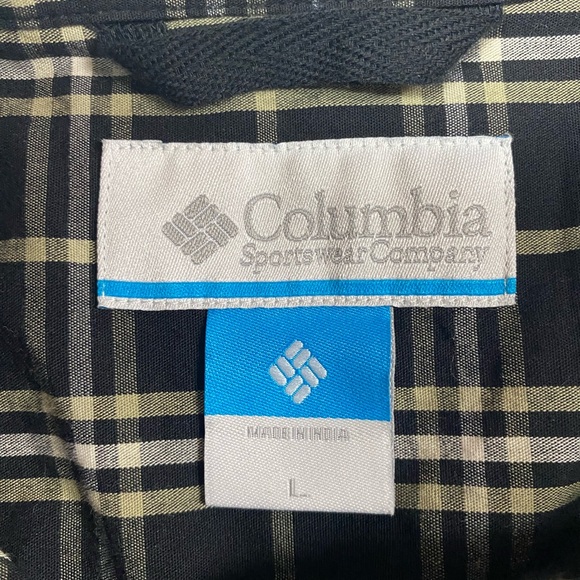 Columbia
Sportswear Company
MADE IN INDIA
L